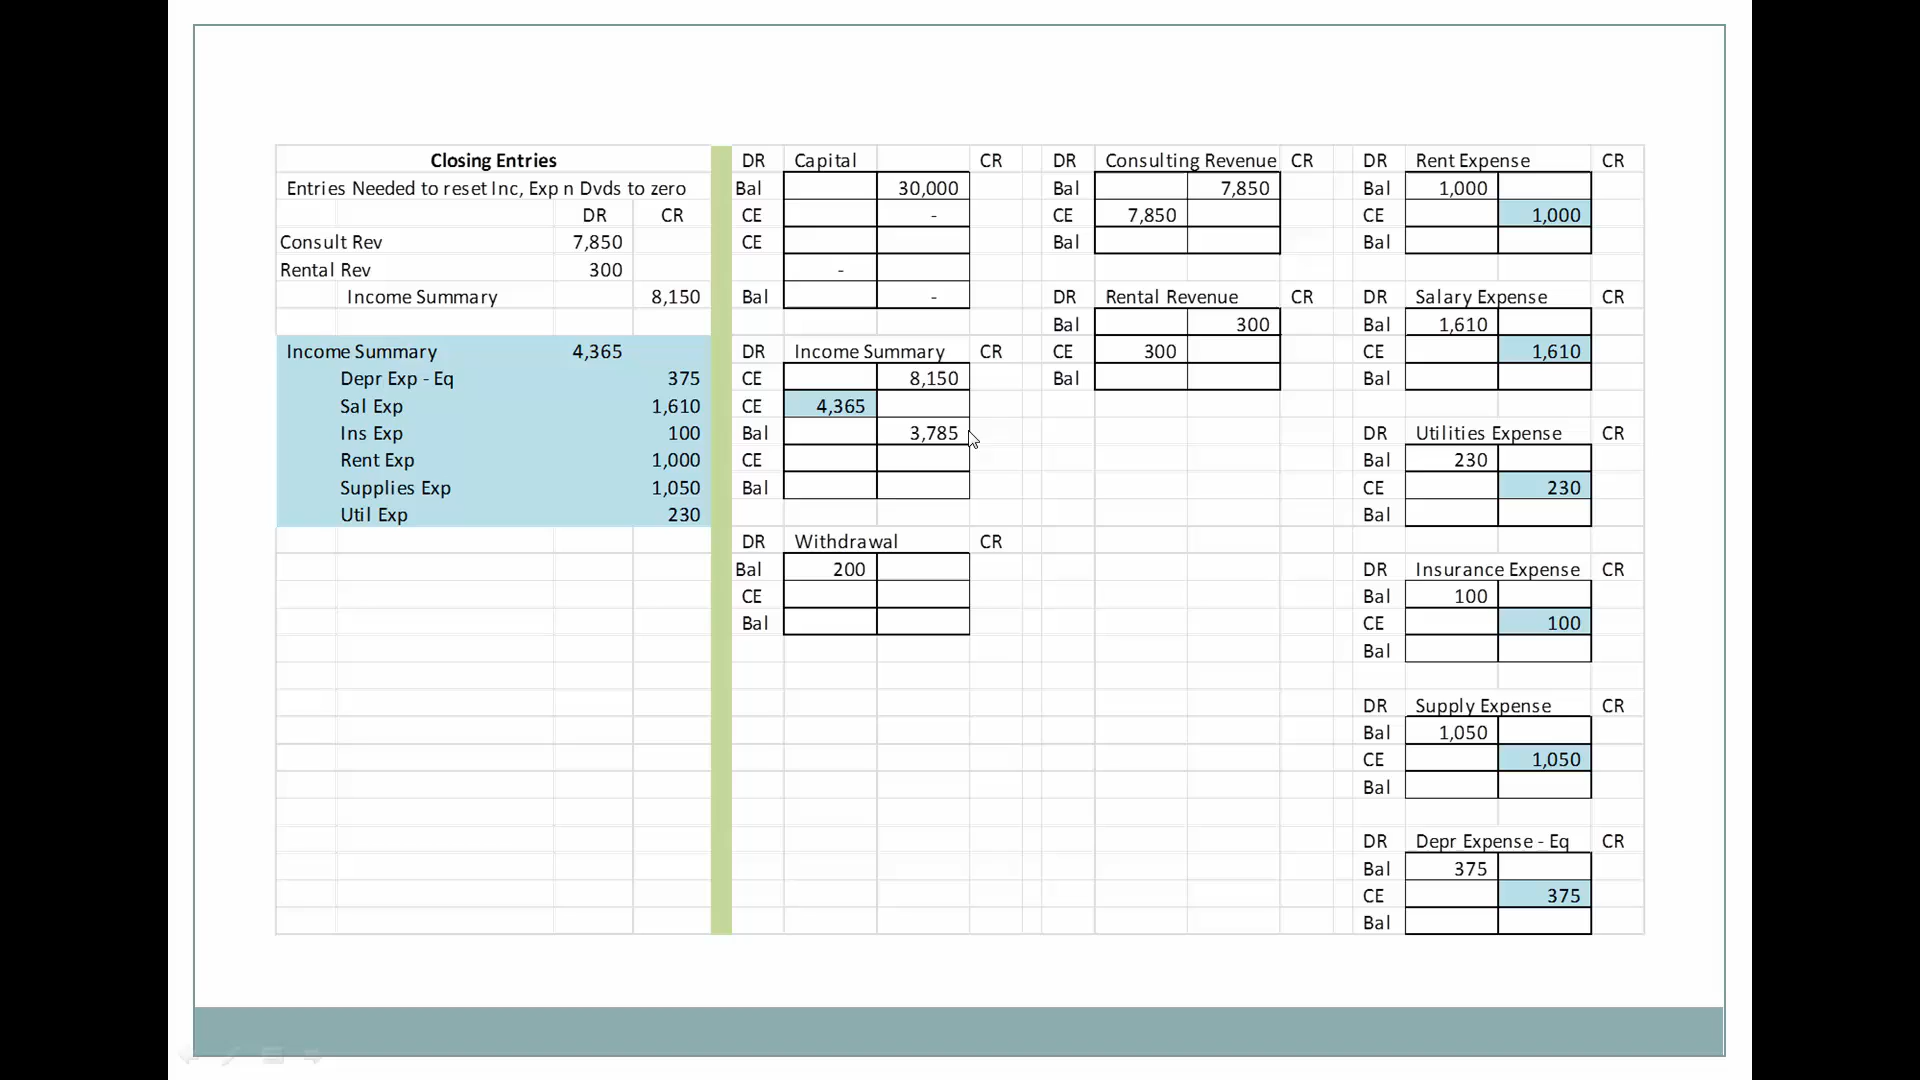 Closing Entries
Entries Needed to reset Inc, Exp n Dvds to zero
DR CR
Consult Rev 7,850
Rental Rev 300
Income Summary 8,150
Income Summary 4,365
Depr Exp - Eq 375
Sal Exp 1,610
Ins Exp 100
Rent Exp 1,000
Supplies Exp 1,050
Util Exp 230
DR Capital CR
Bal 30,000
CE -
CE
-
Bal -
DR Income Summary CR
CE 8,150
CE 4,365
Bal 3,785
CE
Bal
DR Withdrawal CR
Bal 200
CE
Bal
DR Consulting Revenue CR
Bal 7,850
CE 7,850
Bal
DR Rental Revenue CR
Bal 300
CE 300
Bal
DR Rent Expense CR
Bal 1,000
CE 1,000
Bal
DR Salary Expense CR
Bal 1,610
CE 1,610
Bal
DR Utilities Expense CR
Bal 230
CE 230
Bal
DR Insurance Expense CR
Bal 100
CE 100
Bal
DR Supply Expense CR
Bal 1,050
CE 1,050
Bal
DR Depr Expense - Eq CR
Bal 375
CE 375
Bal